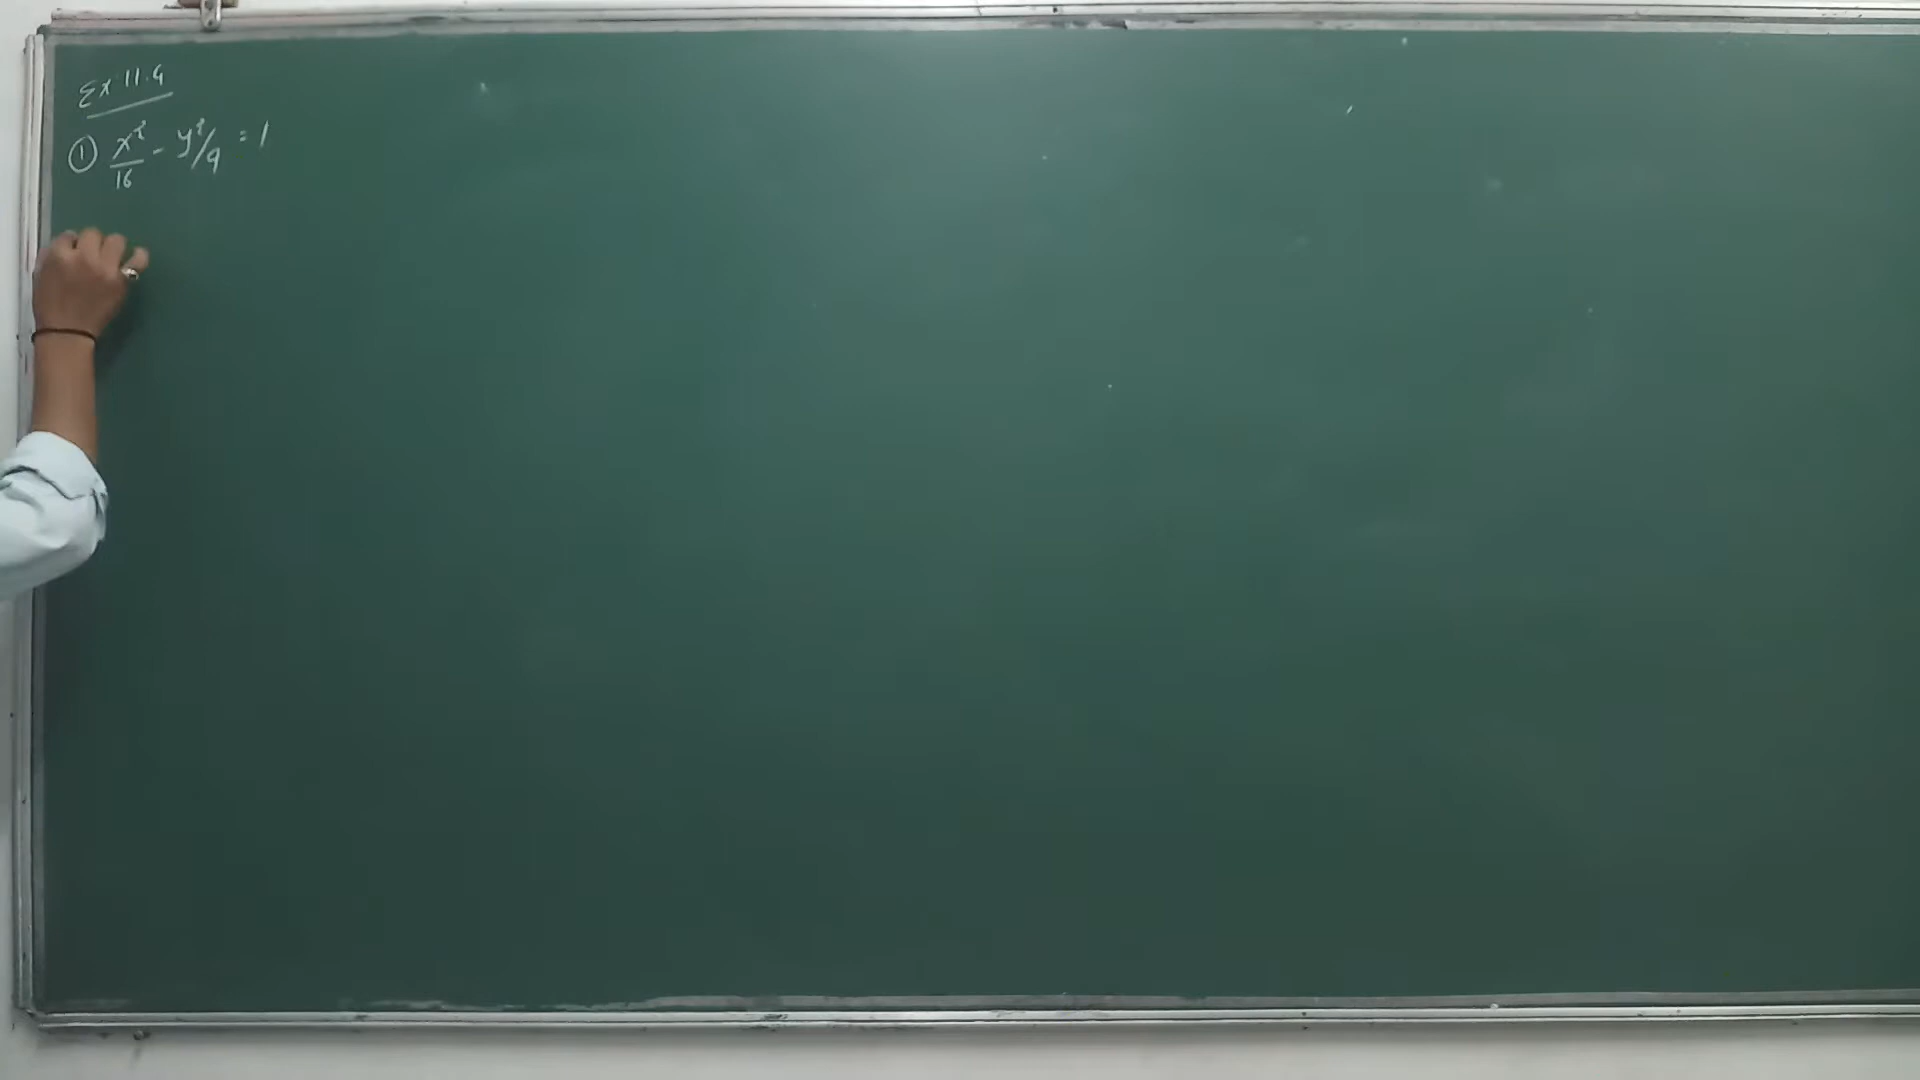 Ex 11.4
① x²/16 - y²/9 = 1